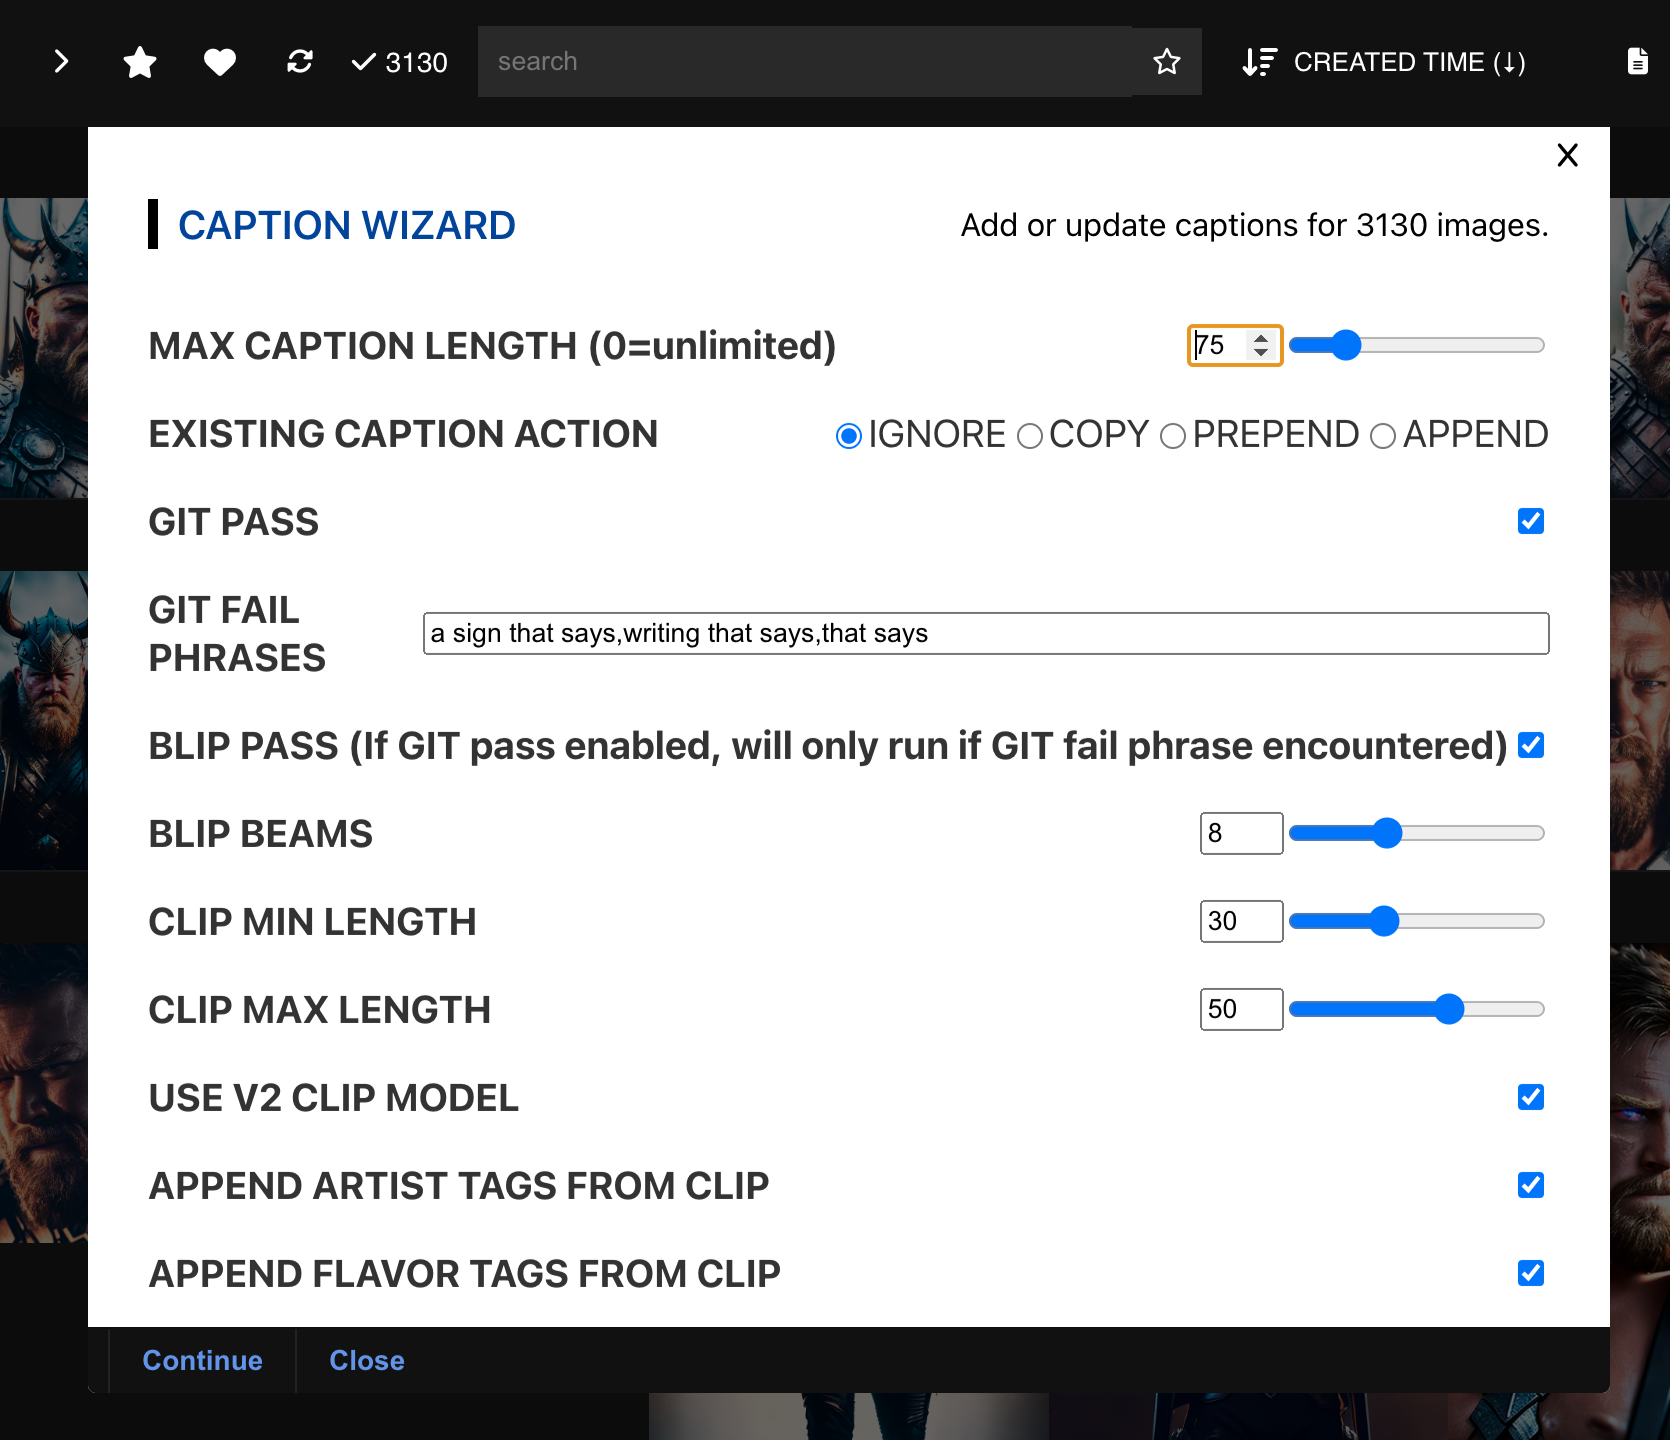 3130 search CREATED TIME (↓)
X
CAPTION WIZARD Add or update captions for 3130 images.
MAX CAPTION LENGTH (0=unlimited) 75
EXISTING CAPTION ACTION IGNORE COPY PREPEND APPEND
GIT PASS
GIT FAIL
PHRASES
a sign that says,writing that says,that says
BLIP PASS (If GIT pass enabled, will only run if GIT fail phrase encountered)
BLIP BEAMS 8
CLIP MIN LENGTH 30
CLIP MAX LENGTH 50
USE V2 CLIP MODEL
APPEND ARTIST TAGS FROM CLIP
APPEND FLAVOR TAGS FROM CLIP
Continue Close